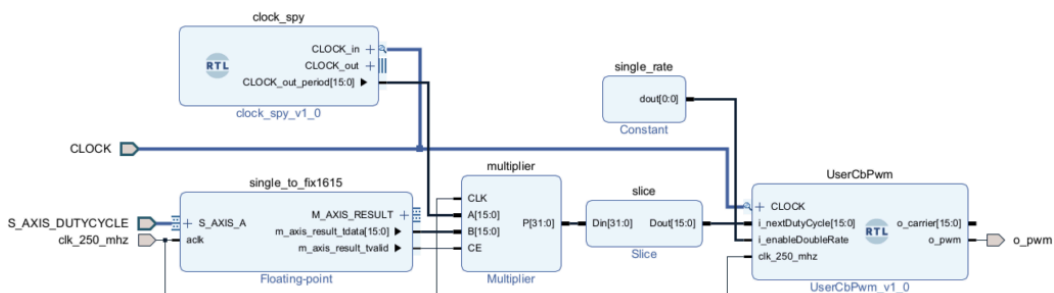 clock_spy
CLOCK_in
CLOCK_out
CLOCK_out_period[15:0]
RTL
clock_spy_v1_0
single_rate
dout[0:0]
Constant
CLOCK
single_to_fix1615
S_AXIS_DUTYCYCLE
clk_250_mhz
S_AXIS_A
aclk
M_AXIS_RESULT
m_axis_result_tdata[15:0]
m_axis_result_tvalid
Floating-point
multiplier
CLK
A[15:0]
B[15:0]
CE
P[31:0]
Multiplier
slice
Din[31:0]
Dout[15:0]
Slice
UserCbPwm
CLOCK
i_nextDutyCycle[15:0]
i_enableDoubleRate
clk_250_mhz
RTL
o_carrier[15:0]
o_pwm
UserCbPwm_v1_0
o_pwm